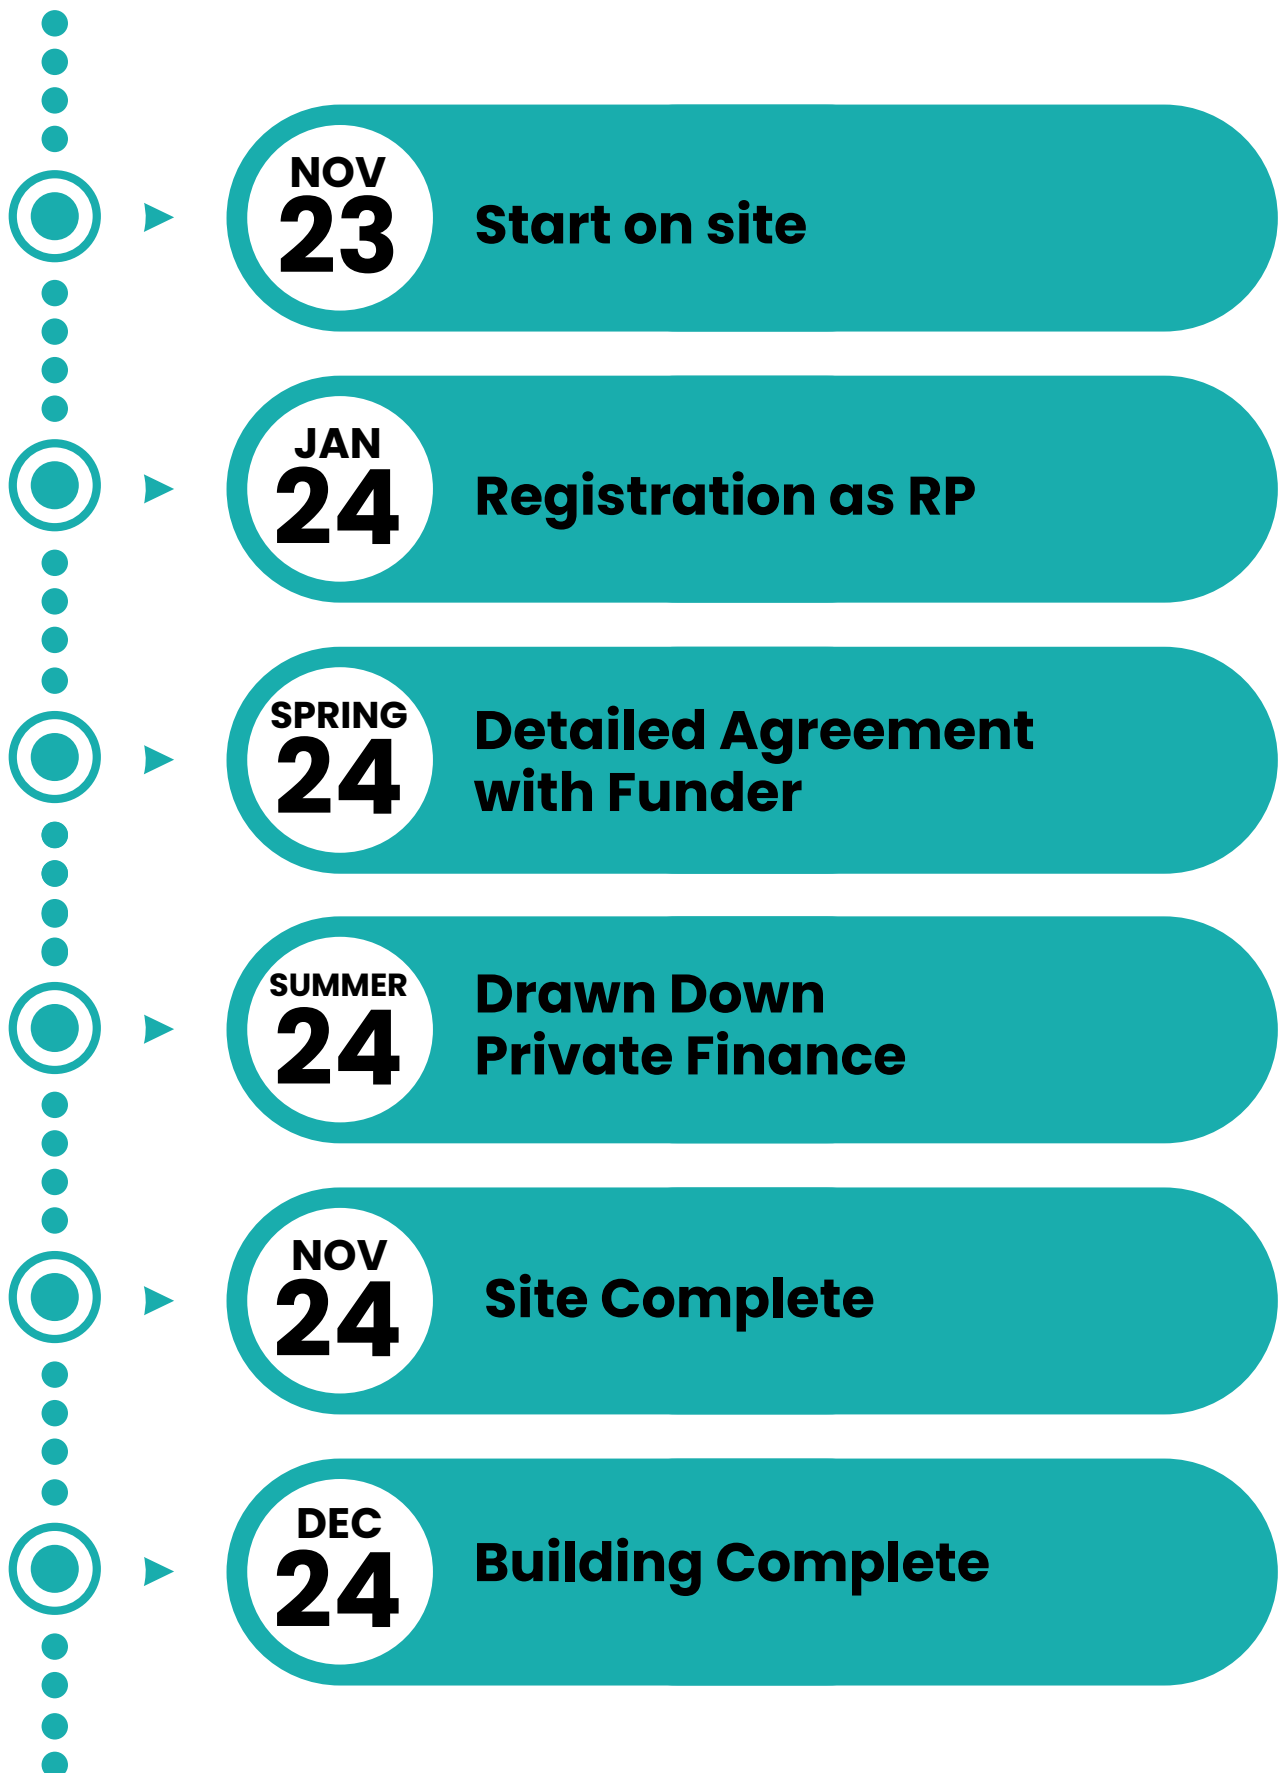 NOV
23
Start on site
JAN
24
Registration as RP
SPRING
24
Detailed Agreement
with Funder
SUMMER
24
Drawn Down
Private Finance
NOV
24
Site Complete
DEC
24
Building Complete